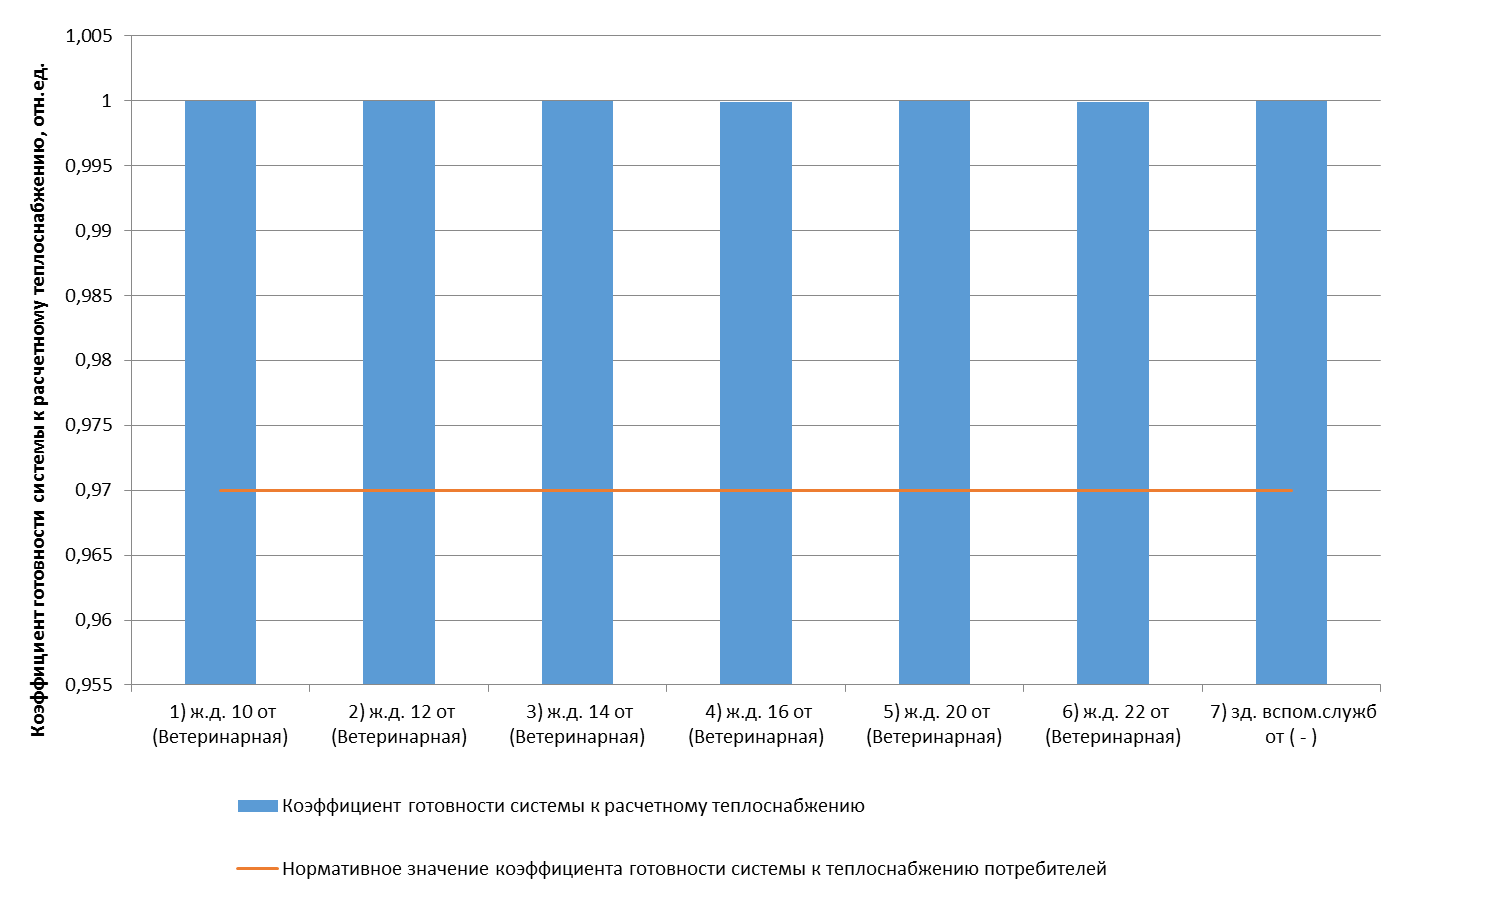 Коэффициент готовности системы к расчетному теплоснабжению, отн.ед.
1,005
1
0,995
0,99
0,985
0,98
0,975
0,97
0,965
0,96
0,955
1) ж.д. 10 от
(Ветеринарная)
2) ж.д. 12 от
(Ветеринарная)
3) ж.д. 14 от
(Ветеринарная)
4) ж.д. 16 от
(Ветеринарная)
5) ж.д. 20 от
(Ветеринарная)
6) ж.д. 22 от
(Ветеринарная)
7) зд. вспом.служб
от ( - )
Коэффициент готовности системы к расчетному теплоснабжению
Нормативное значение коэффициента готовности системы к теплоснабжению потребителей